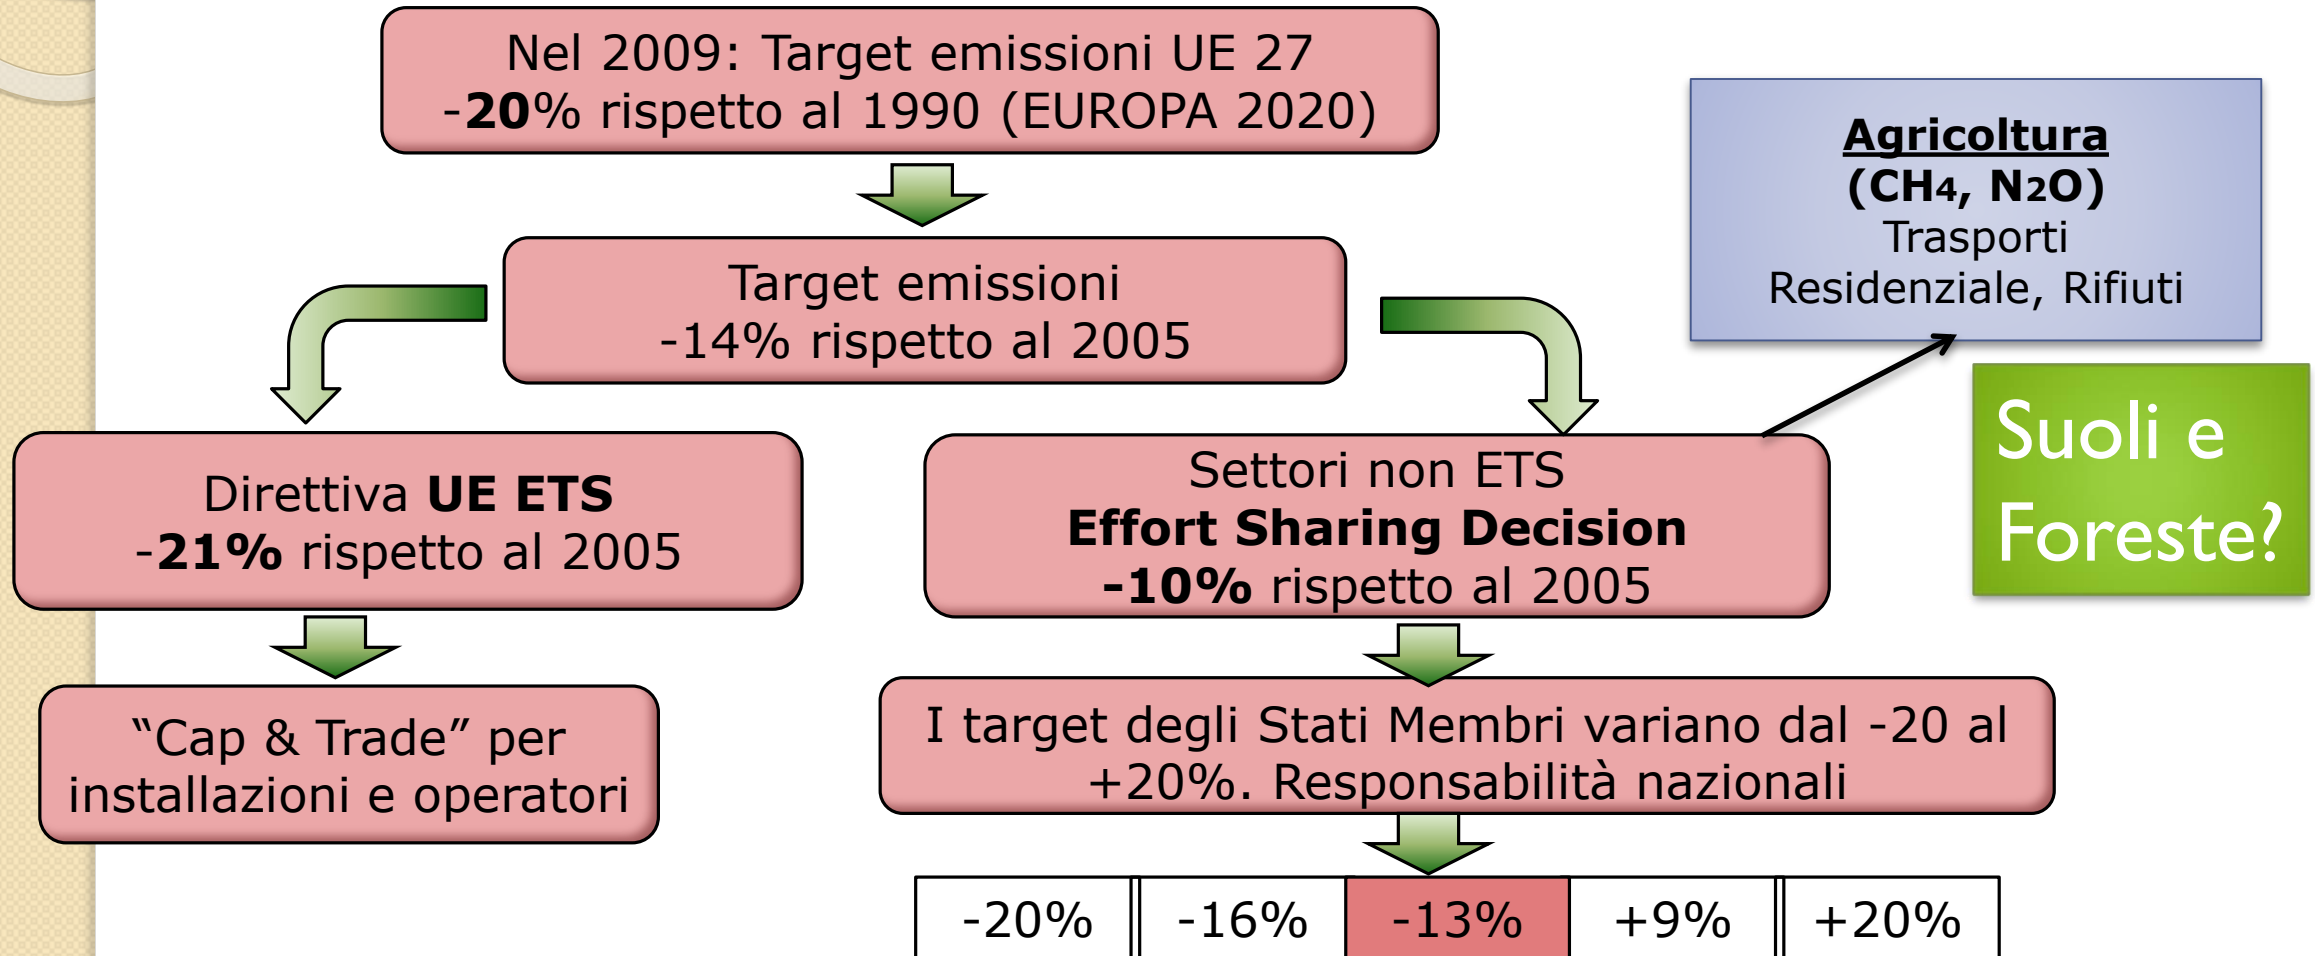 Nel 2009: Target emissioni UE 27
-20% rispetto al 1990 (EUROPA 2020)
Agricoltura
(CH4, N2O)
Trasporti
Residenziale, Rifiuti
Target emissioni
-14% rispetto al 2005
Suoli e
Foreste?
Direttiva UE ETS
-21% rispetto al 2005
Settori non ETS
Effort Sharing Decision
-10% rispetto al 2005
“Cap & Trade” per
installazioni e operatori
I target degli Stati Membri variano dal -20 al
+20%. Responsabilità nazionali
-20% -16% -13% +9% +20%